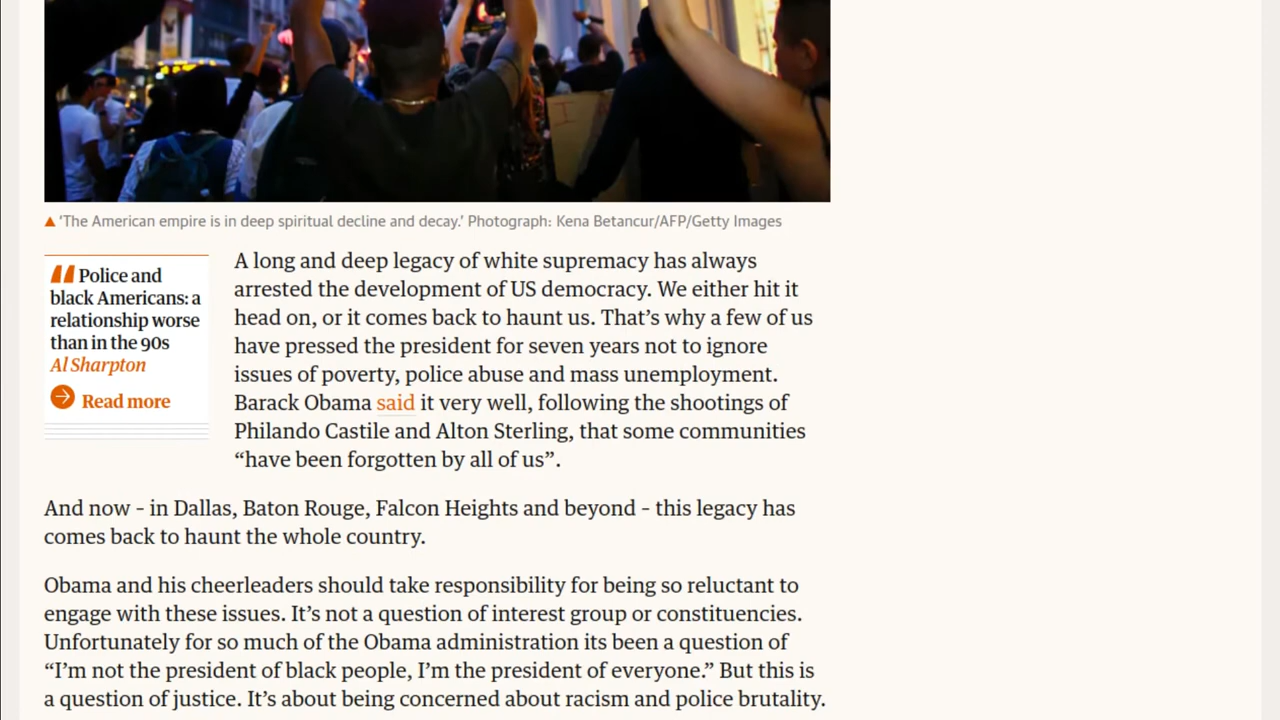 ▲ ‘The American empire is in deep spiritual decline and decay.’ Photograph: Kena Betancur/AFP/Getty Images
Police and
black Americans: a
relationship worse
than in the 90s
Al Sharpton
Read more
A long and deep legacy of white supremacy has always
arrested the development of US democracy. We either hit it
head on, or it comes back to haunt us. That’s why a few of us
have pressed the president for seven years not to ignore
issues of poverty, police abuse and mass unemployment.
Barack Obama said it very well, following the shootings of
Philando Castile and Alton Sterling, that some communities
“have been forgotten by all of us”.
And now – in Dallas, Baton Rouge, Falcon Heights and beyond – this legacy has
comes back to haunt the whole country.
Obama and his cheerleaders should take responsibility for being so reluctant to
engage with these issues. It’s not a question of interest group or constituencies.
Unfortunately for so much of the Obama administration its been a question of
“I’m not the president of black people, I’m the president of everyone.” But this is
a question of justice. It’s about being concerned about racism and police brutality.